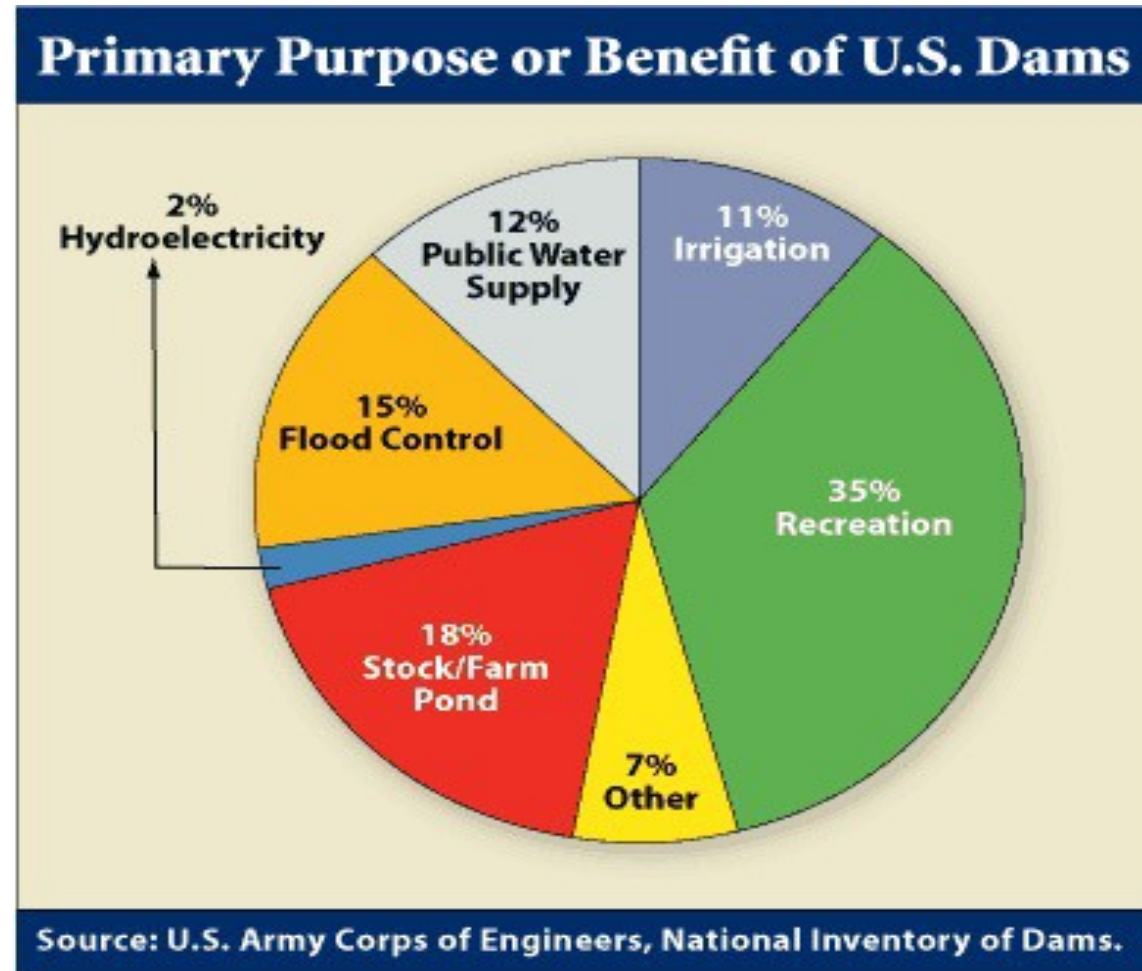 Primary Purpose or Benefit of U.S. Dams
2%
Hydroelectricity
12%
Public Water
Supply
11%
Irrigation
15%
Flood Control
35%
Recreation
18%
Stock/Farm
Pond
7%
Other
Source: U.S. Army Corps of Engineers, National Inventory of Dams.